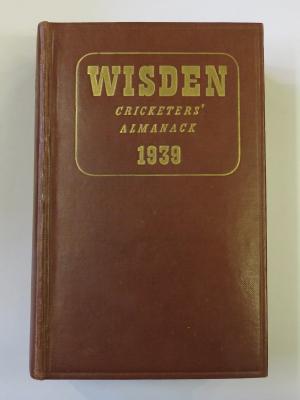 WISDEN
CRICKETERS'
ALMANACK
1939